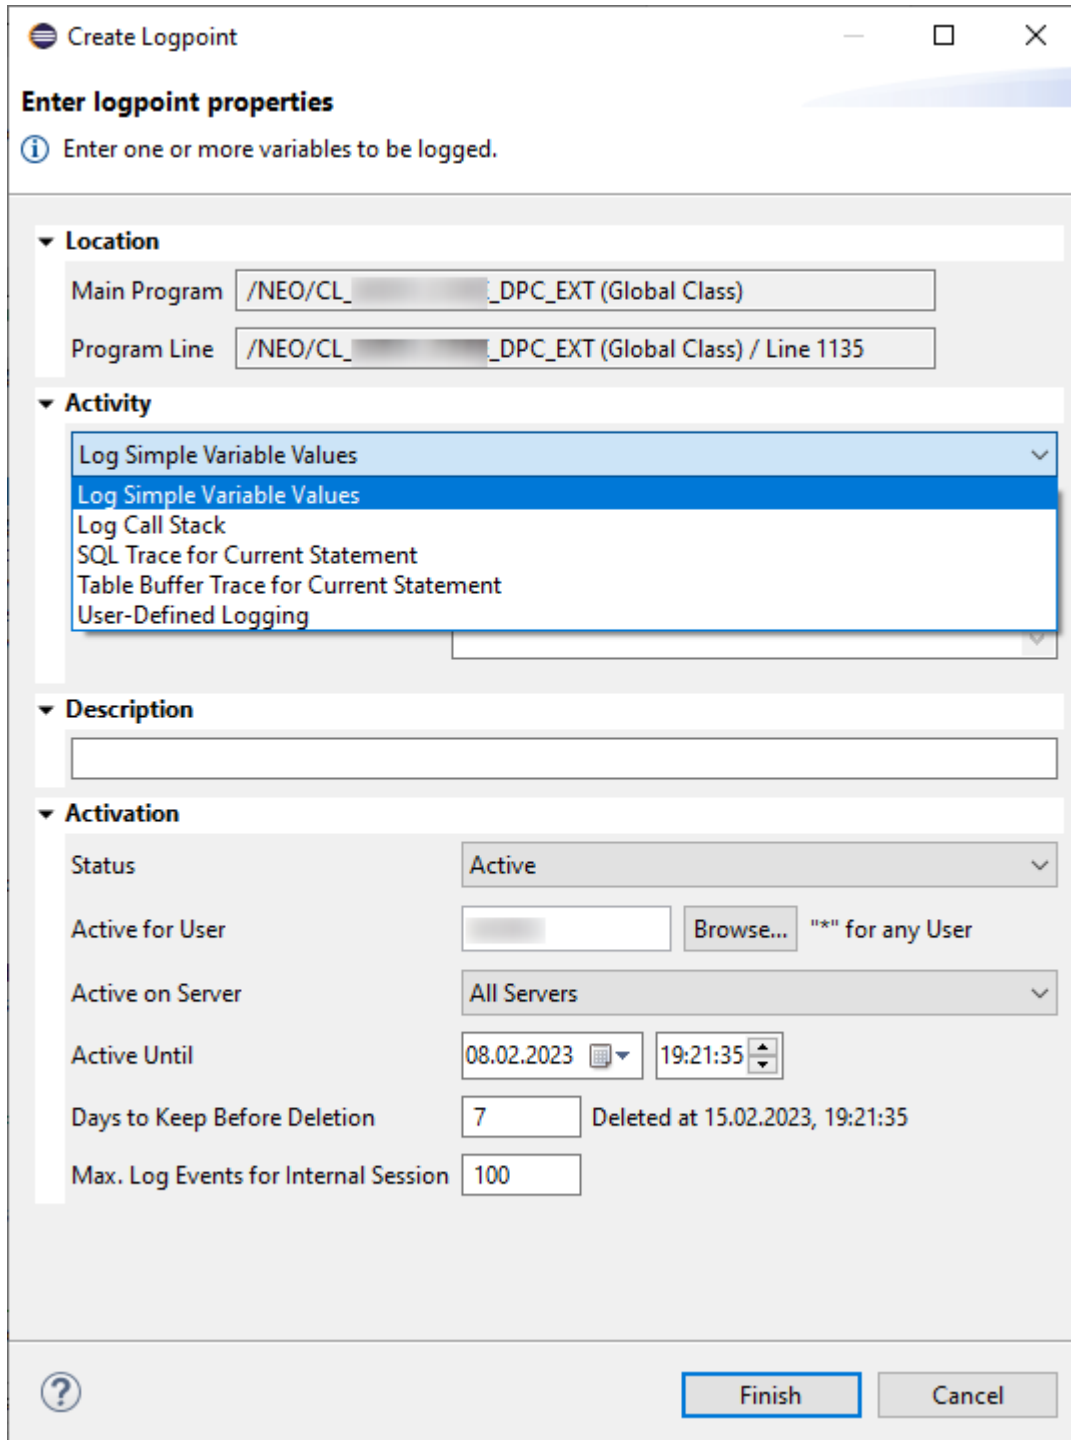 Create Logpoint
Enter logpoint properties
Enter one or more variables to be logged.
Location
Main Program /NEO/CL_ _DPC_EXT (Global Class)
Program Line /NEO/CL_ _DPC_EXT (Global Class) / Line 1135
Activity
Log Simple Variable Values
Log Simple Variable Values
Log Call Stack
SQL Trace for Current Statement
Table Buffer Trace for Current Statement
User-Defined Logging
Description
Activation
Status Active
Active for User Browse... "*" for any User
Active on Server All Servers
Active Until 08.02.2023 19:21:35
Days to Keep Before Deletion 7 Deleted at 15.02.2023, 19:21:35
Max. Log Events for Internal Session 100
Finish Cancel